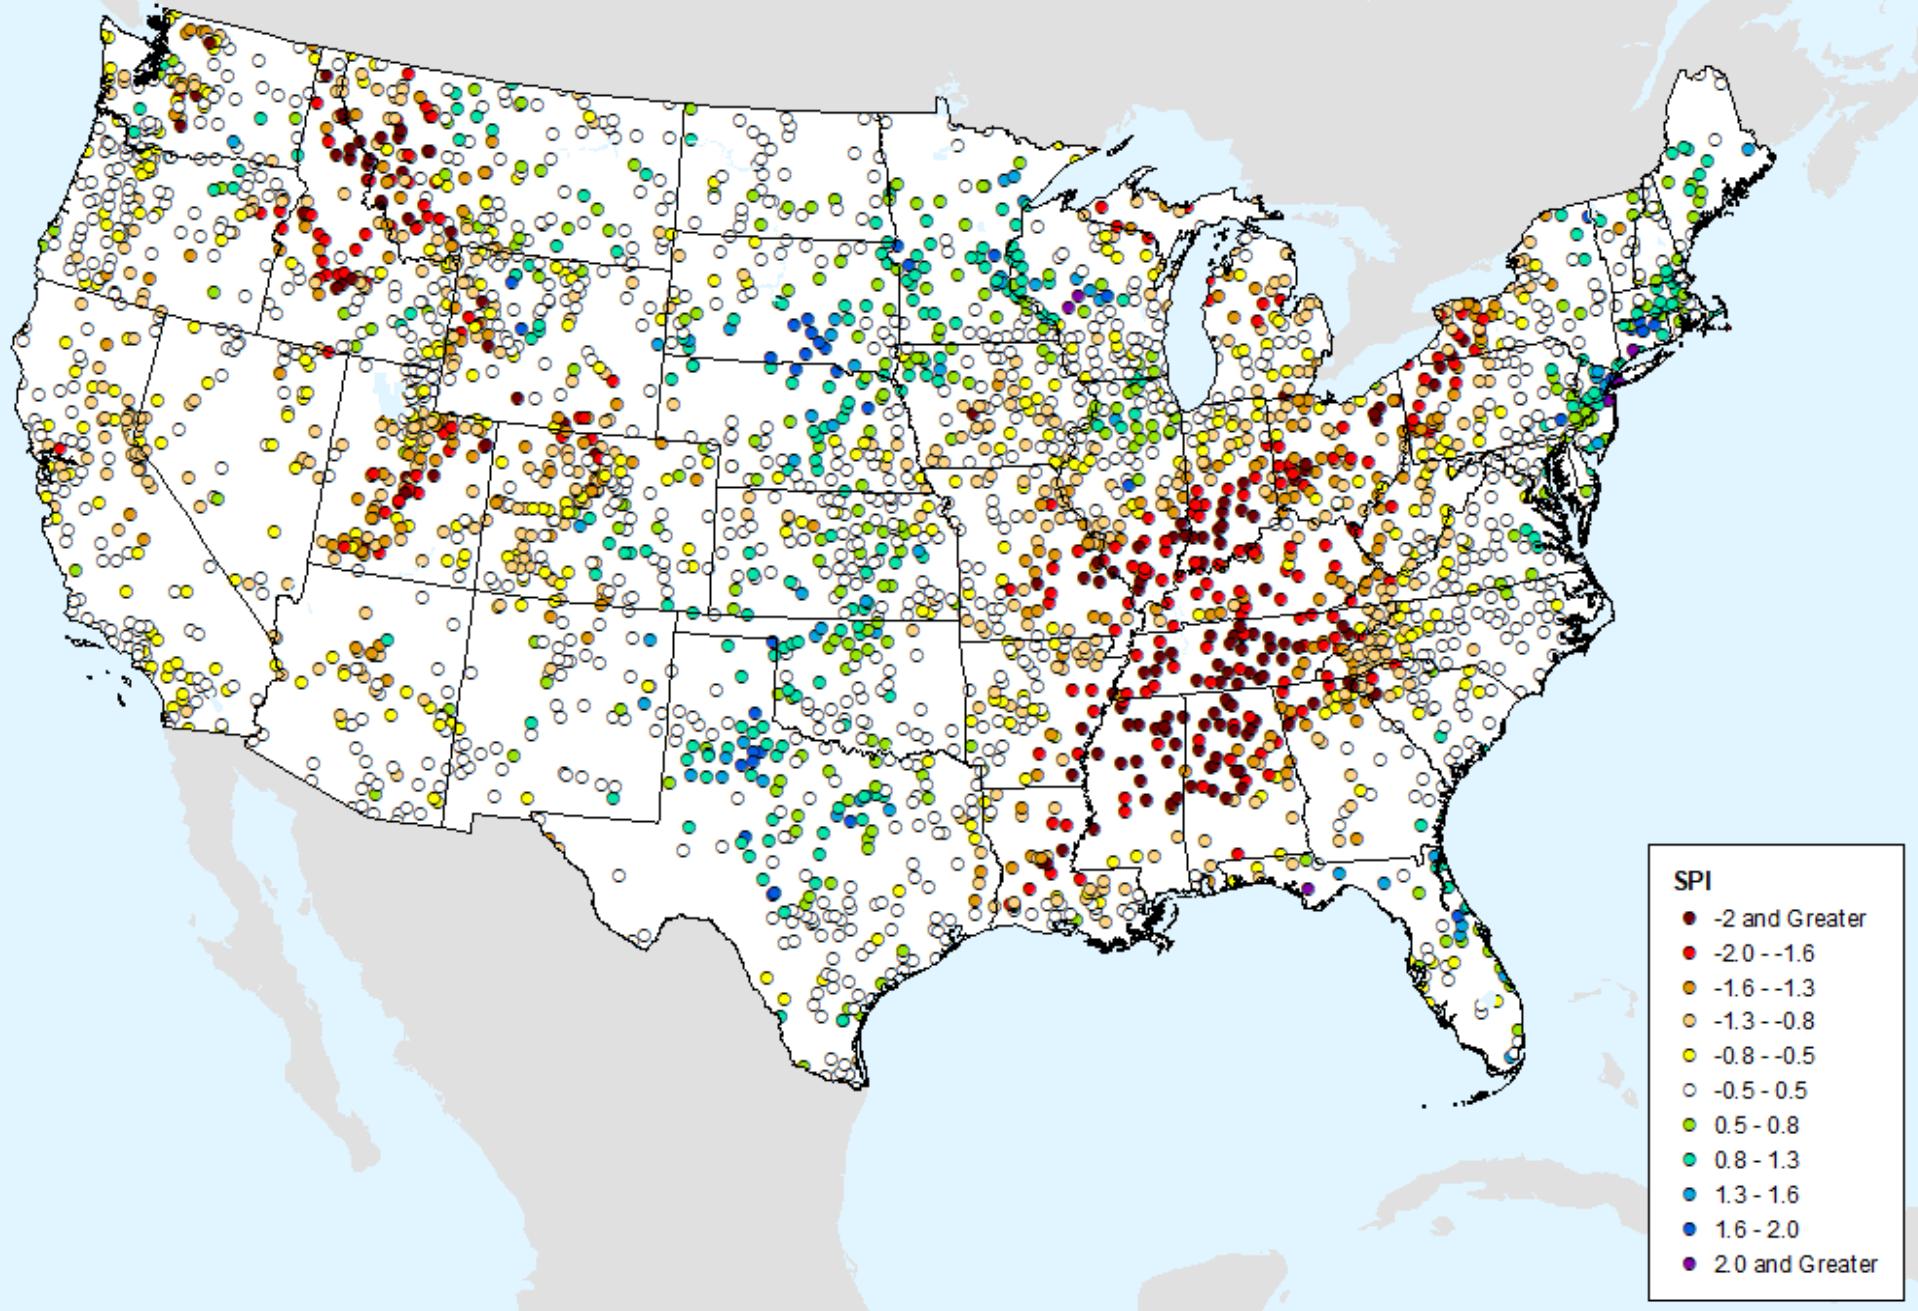 SPI
-2 and Greater
-2.0 - -1.6
-1.6 - -1.3
-1.3 - -0.8
-0.8 - -0.5
-0.5 - 0.5
0.5 - 0.8
0.8 - 1.3
1.3 - 1.6
1.6 - 2.0
2.0 and Greater